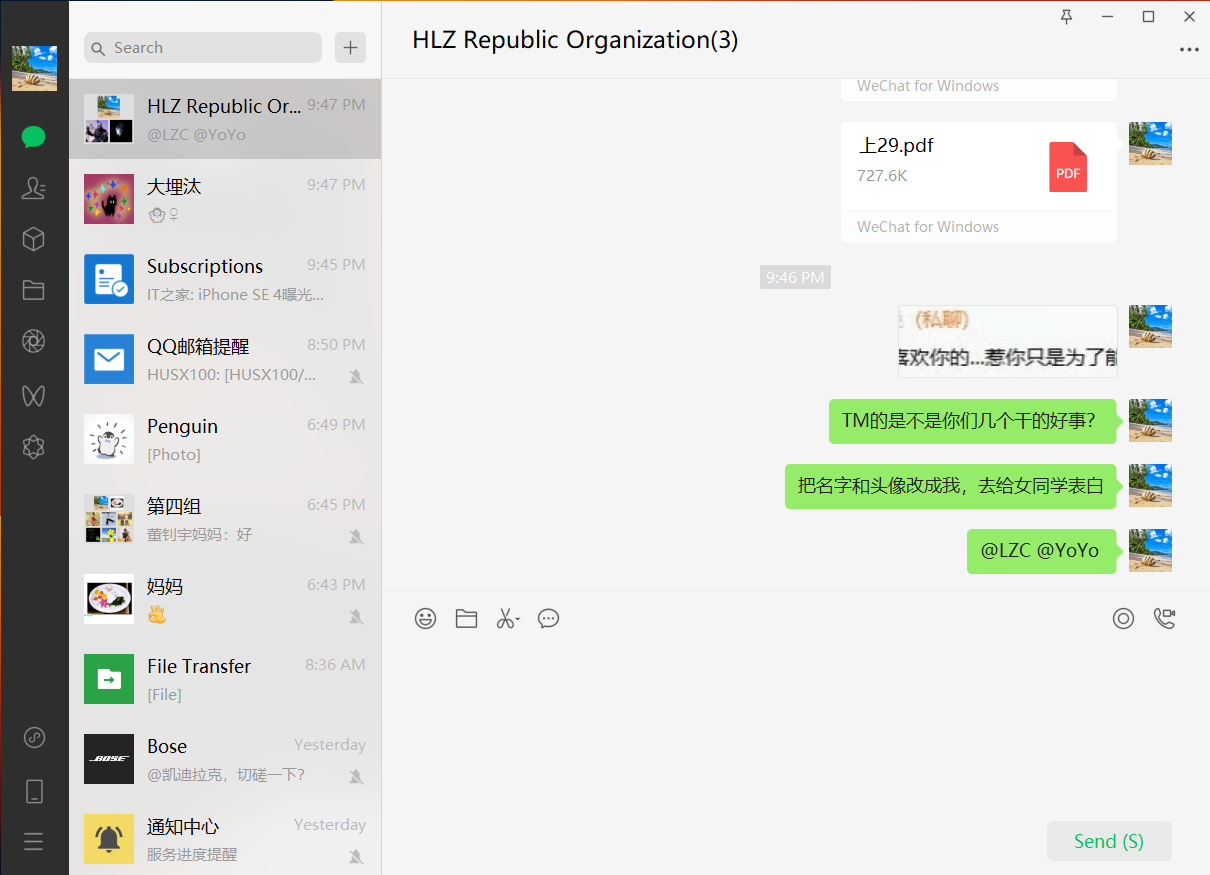 Search
HLZ Republic Or...
9:47 PM
@LZC @YoYo
大埋汰
9:47 PM
Subscriptions
9:45 PM
IT之家: iPhone SE 4曝光...
QQ邮箱提醒
8:50 PM
HUSX100: [HUSX100/...
Penguin
6:49 PM
[Photo]
第四组
6:45 PM
董钊宇妈妈：好
妈妈
6:43 PM
File Transfer
8:36 AM
[File]
BOSE
Bose
Yesterday
@凯迪拉克，切磋一下?
通知中心
Yesterday
服务进度提醒
HLZ Republic Organization(3)
WeChat for Windows
上29.pdf
727.6K
PDF
WeChat for Windows
9:46 PM
(私聊)
喜欢你的...惹你只是为了能
TM的是不是你们几个干的好事?
把名字和头像改成我，去给女同学表白
@LZC @YoYo
Send (S)